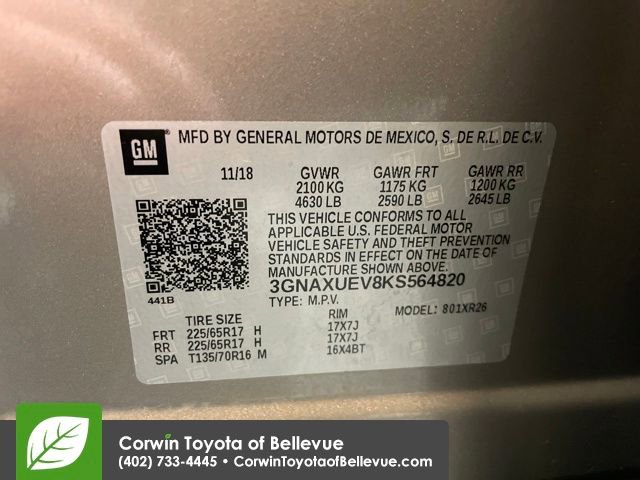 GM
MFD BY GENERAL MOTORS DE MEXICO, S. DE R.L. DE C.V.
11/18 GVWR GAWR FRT GAWR RR
2100 KG 1175 KG 1200 KG
4630 LB 2590 LB 2645 LB
THIS VEHICLE CONFORMS TO ALL
APPLICABLE U.S. FEDERAL MOTOR
VEHICLE SAFETY AND THEFT PREVENTION
STANDARDS IN EFFECT ON THE DATE OF
MANUFACTURE SHOWN ABOVE.
441B
3GNAXUEV8KS564820
TYPE: M.P.V. MODEL: 801XR26
TIRE SIZE RIM
FRT 225/65R17 H 17X7J
RR 225/65R17 H 17X7J
SPA T135/70R16 M 16X4BT
Corwin Toyota of Bellevue
(402) 733-4445 • CorwinToyotaofBellevue.com